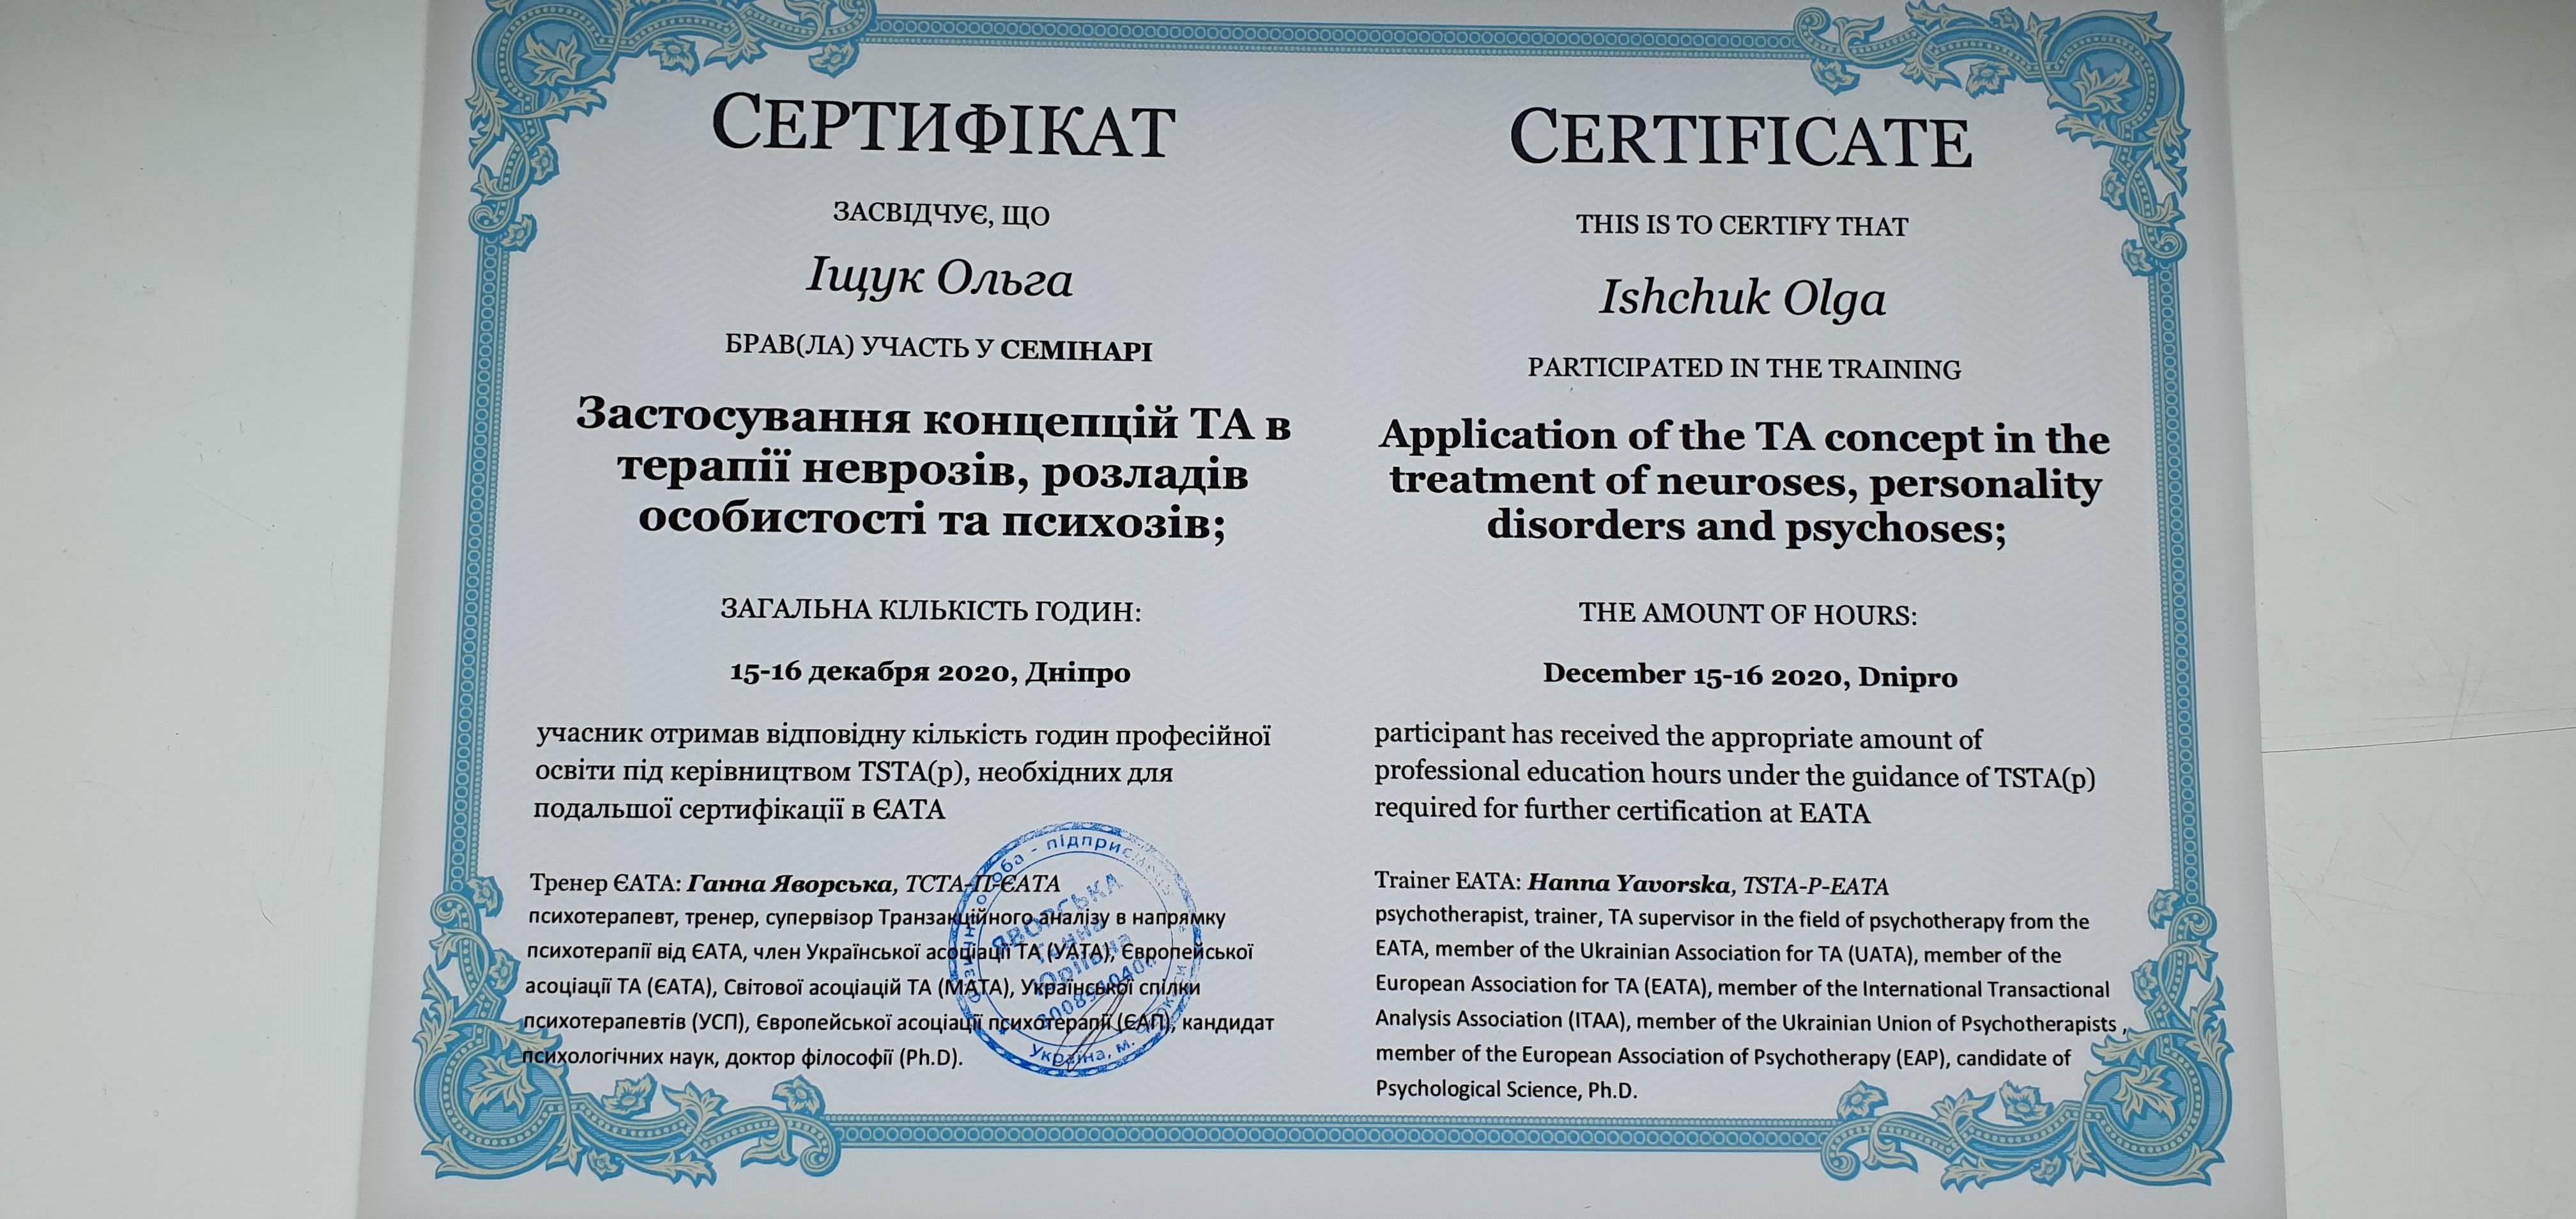 СЕРТИФІКАТ
ЗАСВІДЧУЄ, ЩО
Іщук Ольга
БРАВ(ЛА) УЧАСТЬ У СЕМІНАРІ
Застосування концепцій ТА в
терапії неврозів, розладів
особистості та психозів;
ЗАГАЛЬНА КІЛЬКІСТЬ ГОДИН:
15-16 декабря 2020, Дніпро
учасник отримав відповідну кількість годин професійної
освіти під керівництвом TSTA(p), необхідних для
подальшої сертифікації в ЄАТА
Тренер ЄАТА: Ганна Яворська, ТСТА-П-ЄАТА
психотерапевт, тренер, супервізор Транзакційного аналізу в напрямку
психотерапії від ЄАТА, член Української асоціації ТА (УАТА), Європейської
асоціації ТА (ЄАТА), Світової асоціацій ТА (МАТА), Української спілки
психотерапевтів (УСП), Європейської асоціації психотерапії (ЄАП), кандидат
психологічних наук, доктор філософії (Ph.D).
ЯВОРСЬКА
Ганна
Юріївна
Україна, м.
CERTIFICATE
THIS IS TO CERTIFY THAT
Ishchuk Olga
PARTICIPATED IN THE TRAINING
Application of the TA concept in the
treatment of neuroses, personality
disorders and psychoses;
THE AMOUNT OF HOURS:
December 15-16 2020, Dnipro
participant has received the appropriate amount of
professional education hours under the guidance of TSTA(p)
required for further certification at EATA
Trainer EATA: Hanna Yavorska, TSTA-P-EATA
psychotherapist, trainer, TA supervisor in the field of psychotherapy from the
EATA, member of the Ukrainian Association for TA (UATA), member of the
European Association for TA (EATA), member of the International Transactional
Analysis Association (ITAA), member of the Ukrainian Union of Psychotherapists ,
member of the European Association of Psychotherapy (EAP), candidate of
Psychological Science, Ph.D.